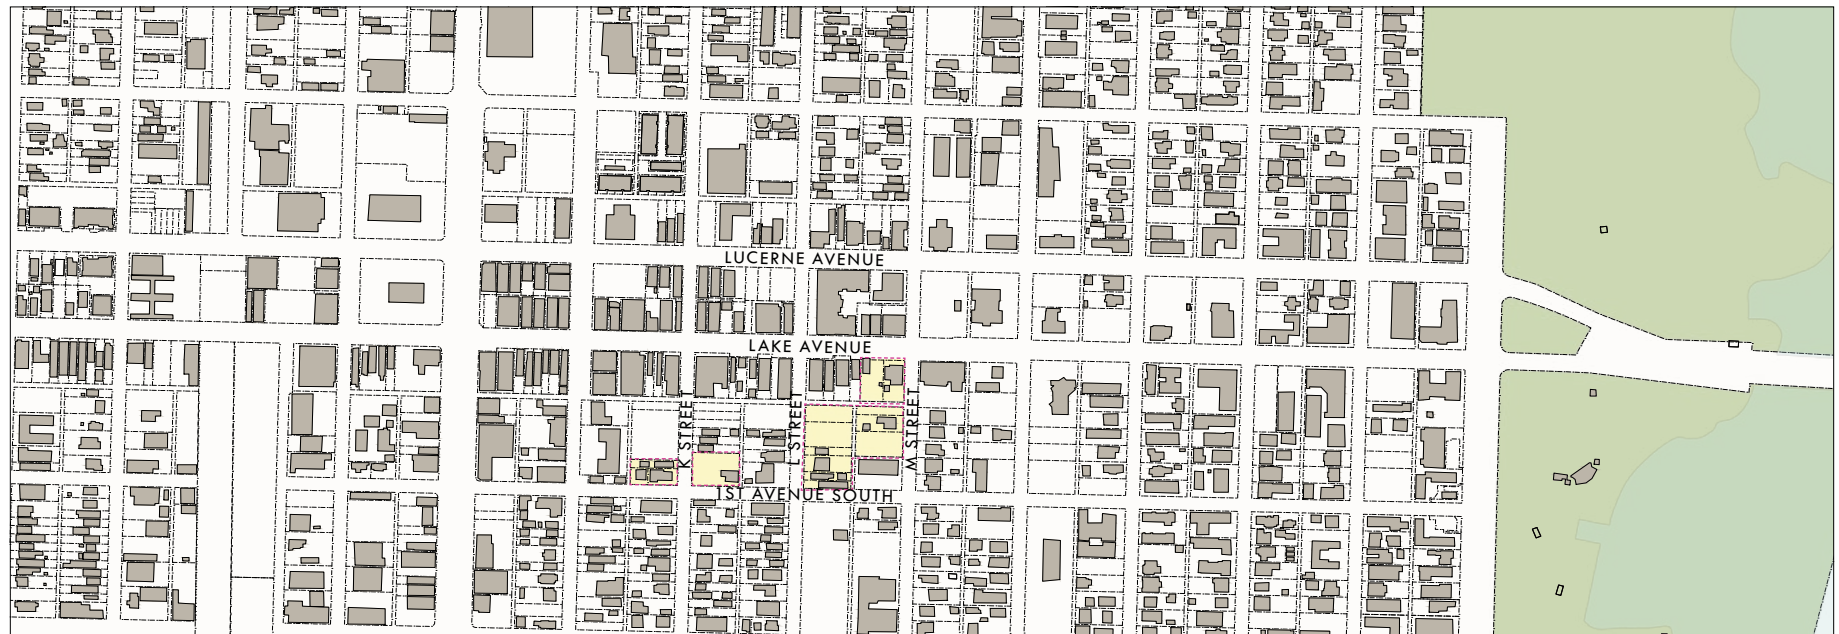 LUCERNE AVENUE
LAKE AVENUE
K STREET
L STREET
M STREET
1ST AVENUE SOUTH